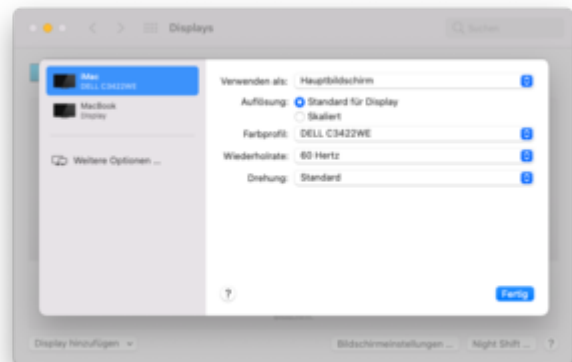 Displays
Suchen
iMac
DELL C3422WE
MacBook
Display
Weitere Optionen ...
Verwenden als: Hauptbildschirm
Auflösung: Standard für Display
Skaliert
Farbprofil: DELL C3422WE
Wiederholrate: 60 Hertz
Drehung: Standard
?
Fertig
Display hinzufügen
Bildschirmeinstellungen ...
Night Shift ...
?